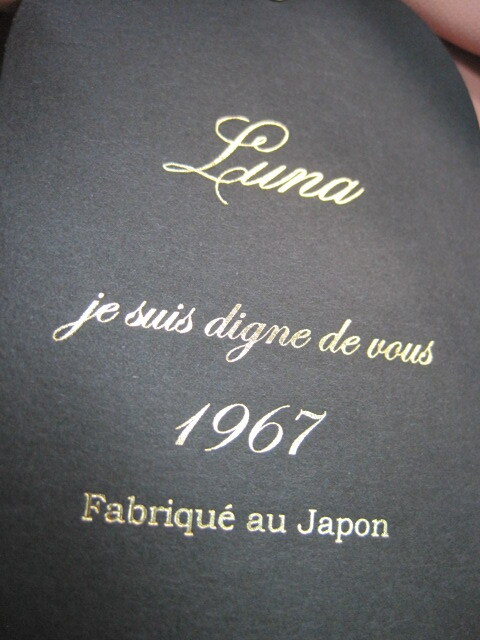 Luna
je suis digne de vous
1967
Fabriqué au Japon